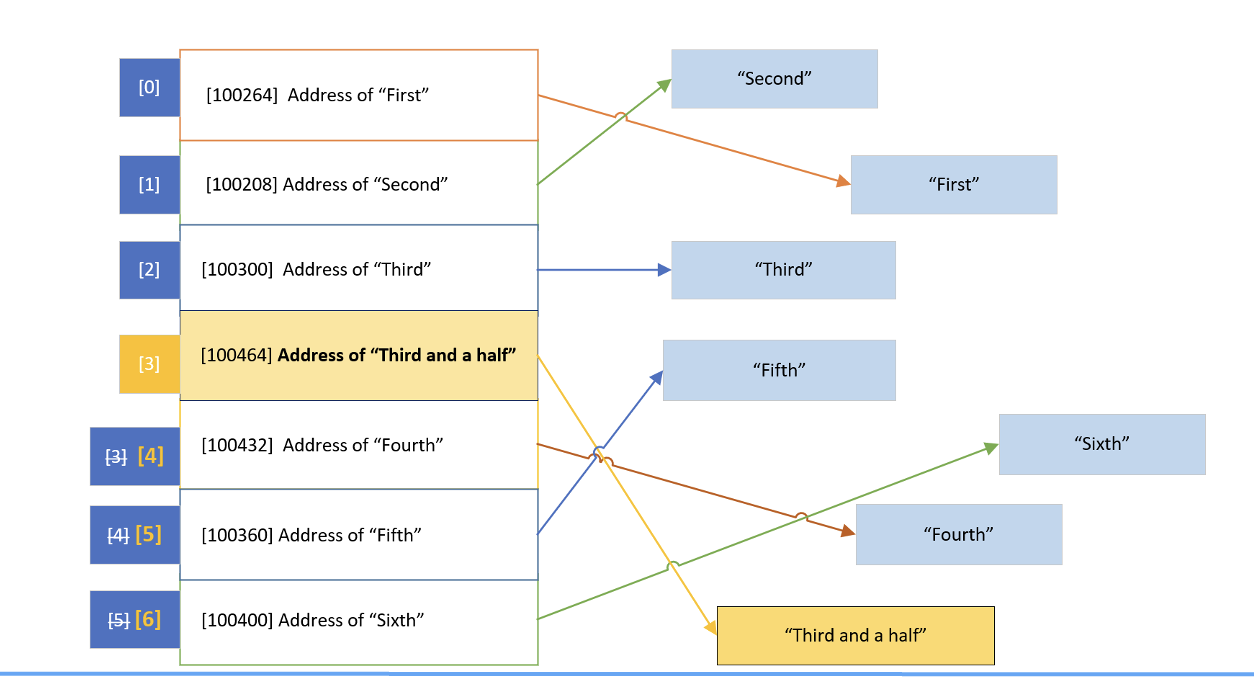 [0]
[100264]  Address of “First”
“Second”
[1]
[100208] Address of “Second”
“First”
[2]
[100300]  Address of “Third”
“Third”
[3]
[100464] Address of “Third and a half”
“Fifth”
[3] [4]
[100432]  Address of “Fourth”
“Sixth”
[4] [5]
[100360] Address of “Fifth”
“Fourth”
[5] [6]
[100400] Address of “Sixth”
“Third and a half”